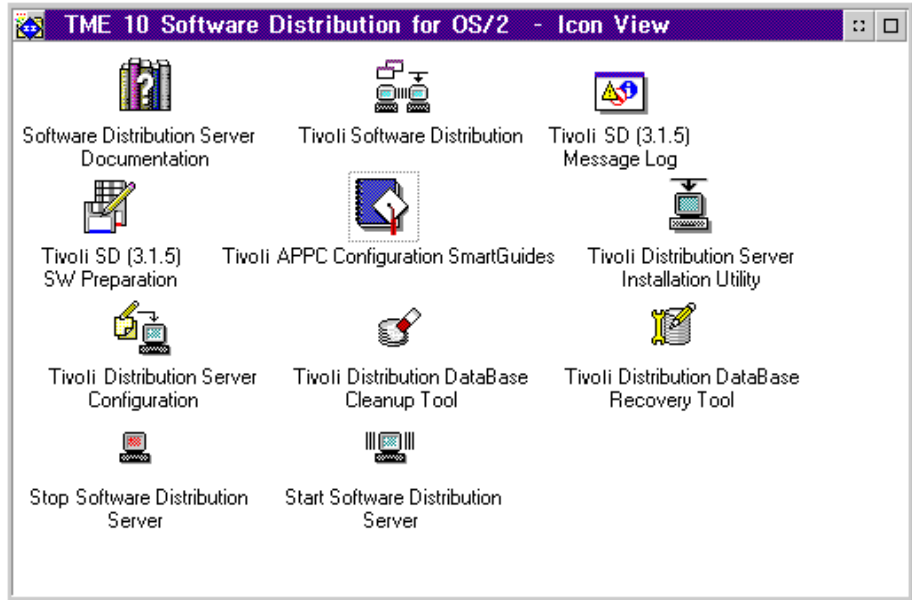 TME 10 Software Distribution for OS/2 - Icon View
Software Distribution Server
Documentation
Tivoli Software Distribution
Tivoli SD (3.1.5)
Message Log
Tivoli SD (3.1.5)
SW Preparation
Tivoli APPC Configuration SmartGuides
Tivoli Distribution Server
Installation Utility
Tivoli Distribution Server
Configuration
Tivoli Distribution DataBase
Cleanup Tool
Tivoli Distribution DataBase
Recovery Tool
Stop Software Distribution
Server
Start Software Distribution
Server